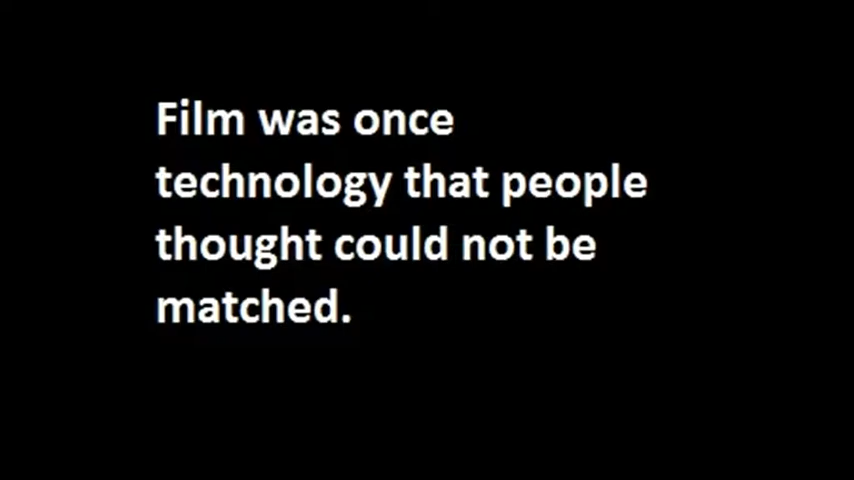 Film was once
technology that people
thought could not be
matched.